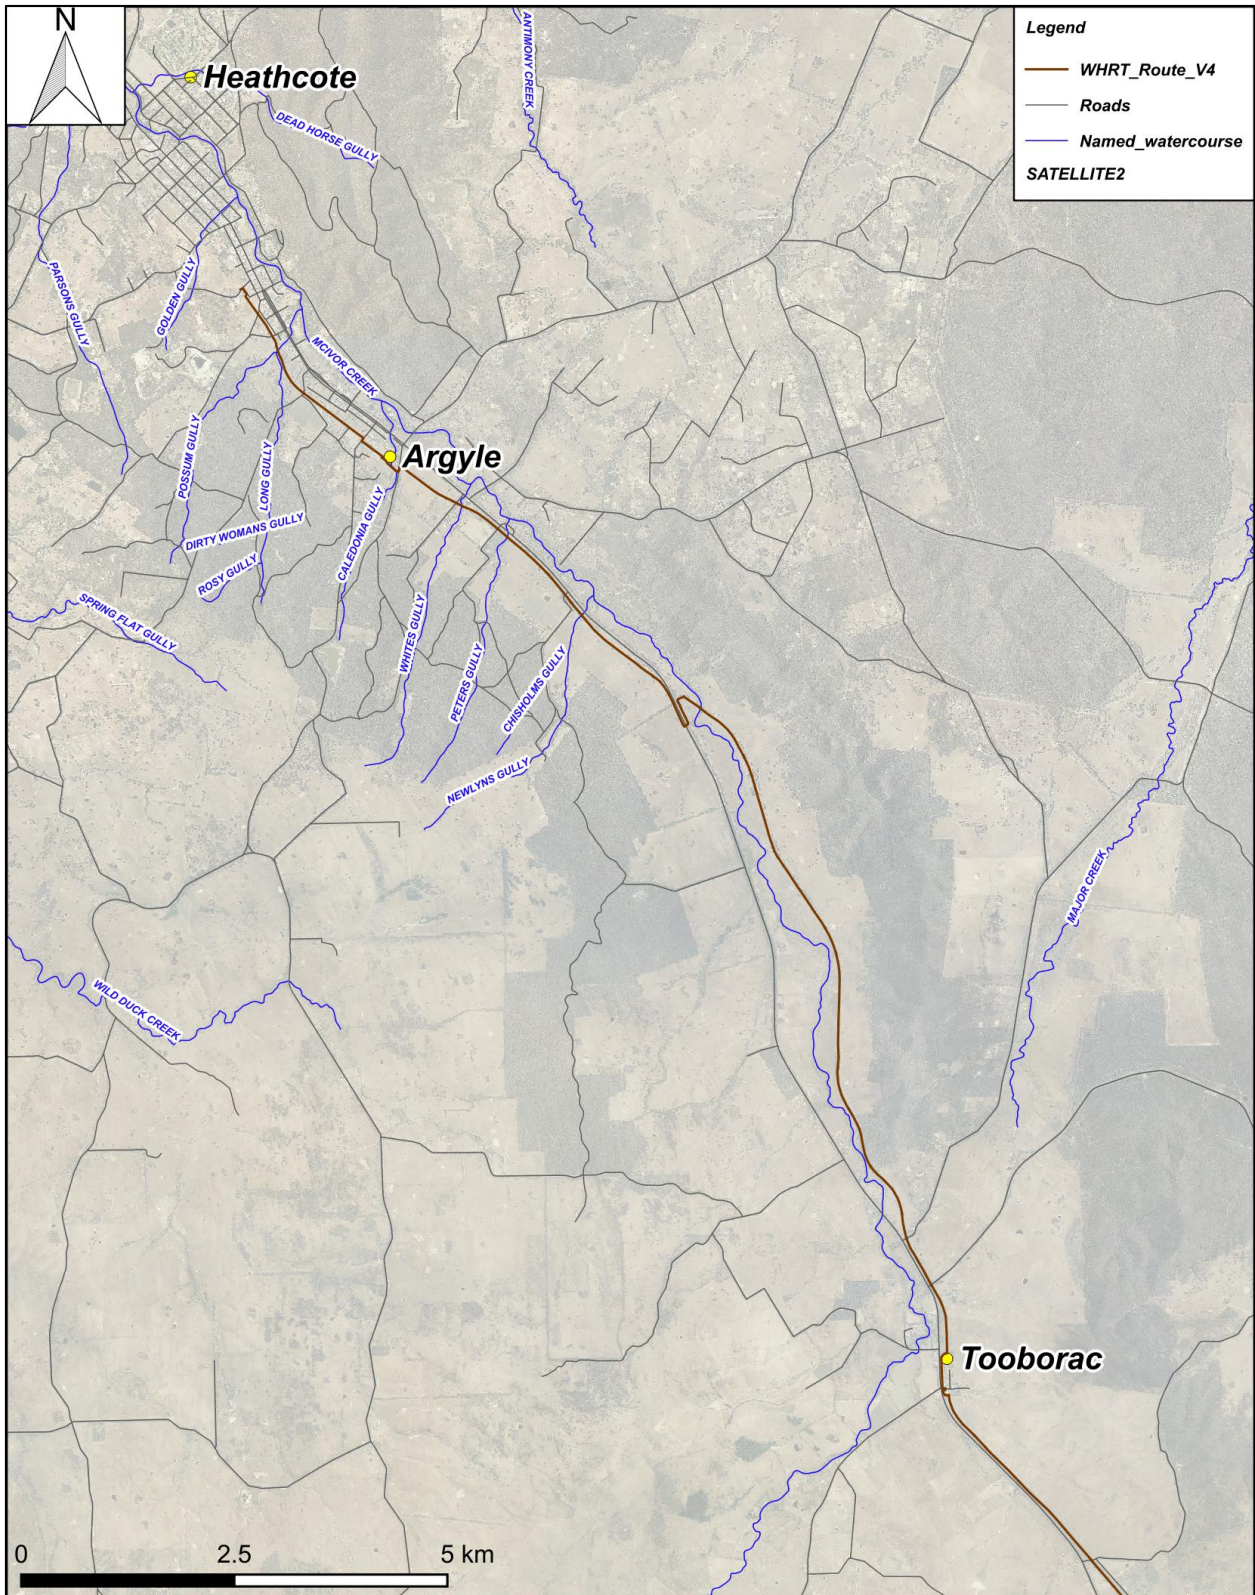 N
Legend
WHRT_Route_V4
Roads
Named_watercourse
SATELLITE2
Heathcote
ANTIMONY CREEK
DEAD HORSE GULLY
PARSONS GULLY
GOLDEN GULLY
MCIVOR CREEK
Argyle
POSSUM GULLY
LONG GULLY
DIRTY WOMANS GULLY
ROSY GULLY
CALEDONIA GULLY
SPRING FLAT GULLY
WHITES GULLY
PETERS GULLY
CHISHOLMS GULLY
NEWLYNS GULLY
MAJOR CREEK
WILD DUCK CREEK
Tooborac
0 2.5 5 km